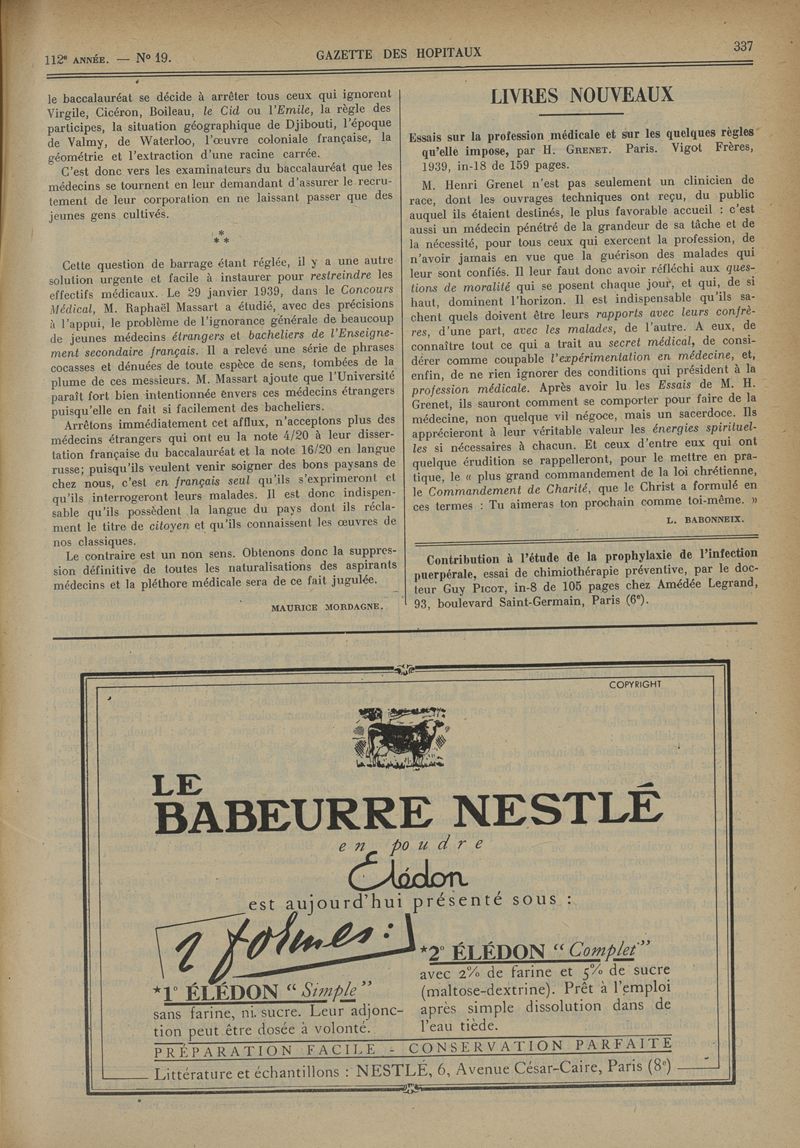 112e ANNÉE. — No 19.
GAZETTE DES HOPITAUX
337
le baccalauréat se décide à arrêter tous ceux qui ignorent
Virgile, Cicéron, Boileau, le Cid ou l'Emile, la règle des
participes, la situation géographique de Djibouti, l'époque
de Valmy, de Waterloo, l'œuvre coloniale française, la
géométrie et l'extraction d'une racine carrée.
C'est donc vers les examinateurs du baccalauréat que les
médecins se tournent en leur demandant d'assurer le recru-
tement de leur corporation en ne laissant passer que des
jeunes gens cultivés.
*
* *
Cette question de barrage étant réglée, il y a une autre
solution urgente et facile à instaurer pour restreindre les
effectifs médicaux. Le 29 janvier 1939, dans le Concours
Médical, M. Raphaël Massart a étudié, avec des précisions
à l'appui, le problème de l'ignorance générale de beaucoup
de jeunes médecins étrangers et bacheliers de l'Enseigne-
ment secondaire français. Il a relevé une série de phrases
cocasses et dénuées de toute espèce de sens, tombées de la
plume de ces messieurs. M. Massart ajoute que l'Université
paraît fort bien intentionnée envers ces médecins étrangers
puisqu'elle en fait si facilement des bacheliers.
Arrêtons immédiatement cet afflux, n'acceptons plus des
médecins étrangers qui ont eu la note 4/20 à leur disser-
tation française du baccalauréat et la note 16/20 en langue
russe; puisqu'ils veulent venir soigner des bons paysans de
chez nous, c'est en français seul qu'ils s'exprimeront et
qu'ils interrogeront leurs malades. Il est donc indispen-
sable qu'ils possèdent la langue du pays dont ils récla-
ment le titre de citoyen et qu'ils connaissent les œuvres de
nos classiques.
Le contraire est un non sens. Obtenons donc la suppres-
sion définitive de toutes les naturalisations des aspirants
médecins et la pléthore médicale sera de ce fait jugulée.
MAURICE MORDAGNE.
LIVRES NOUVEAUX
Essais sur la profession médicale et sur les quelques règles
qu'elle impose, par H. GRENET. Paris. Vigot Frères,
1939, in-18 de 159 pages.
M. Henri Grenet n'est pas seulement un clinicien de
race, dont les ouvrages techniques ont reçu, du public
auquel ils étaient destinés, le plus favorable accueil : c'est
aussi un médecin pénétré de la grandeur de sa tâche et de
la nécessité, pour tous ceux qui exercent la profession, de
n'avoir jamais en vue que la guérison des malades qui
leur sont confiés. Il leur faut donc avoir réfléchi aux ques-
tions de moralité qui se posent chaque jour, et qui, de si
haut, dominent l'horizon. Il est indispensable qu'ils sa-
chent quels doivent être leurs rapports avec leurs confrè-
res, d'une part, avec les malades, de l'autre. A eux, de
connaître tout ce qui a trait au secret médical, de consi-
dérer comme coupable l'expérimentation en médecine, et,
enfin, de ne rien ignorer des conditions qui président à la
profession médicale. Après avoir lu les Essais de M. H.
Grenet, ils sauront comment se comporter pour faire de la
médecine, non quelque vil négoce, mais un sacerdoce. Ils
apprécieront à leur véritable valeur les énergies spirituel-
les si nécessaires à chacun. Et ceux d'entre eux qui ont
quelque érudition se rappelleront, pour le mettre en pra-
tique, le « plus grand commandement de la loi chrétienne,
le Commandement de Charité, que le Christ a formulé en
ces termes : Tu aimeras ton prochain comme toi-même. »
L. BABONNEIX.
Contribution à l'étude de la prophylaxie de l'infection
puerpérale, essai de chimiothérapie préventive, par le doc-
teur Guy PICOT, in-8 de 105 pages chez Amédée Legrand,
93, boulevard Saint-Germain, Paris (6e).
COPYRIGHT
LE
BABEURRE NESTLÉ
en poudre
Élédon
est aujourd'hui présenté sous :
2 formes :
*1° ÉLÉDON “Simple”
sans farine, ni sucre. Leur adjonc-
tion peut être dosée à volonté.
*2° ÉLÉDON “Complet”
avec 2% de farine et 5% de sucre
(maltose-dextrine). Prêt à l'emploi
après simple dissolution dans de
l'eau tiède.
PRÉPARATION FACILE - CONSERVATION PARFAITE
Littérature et échantillons : NESTLÉ, 6, Avenue César-Caire, Paris (8e)